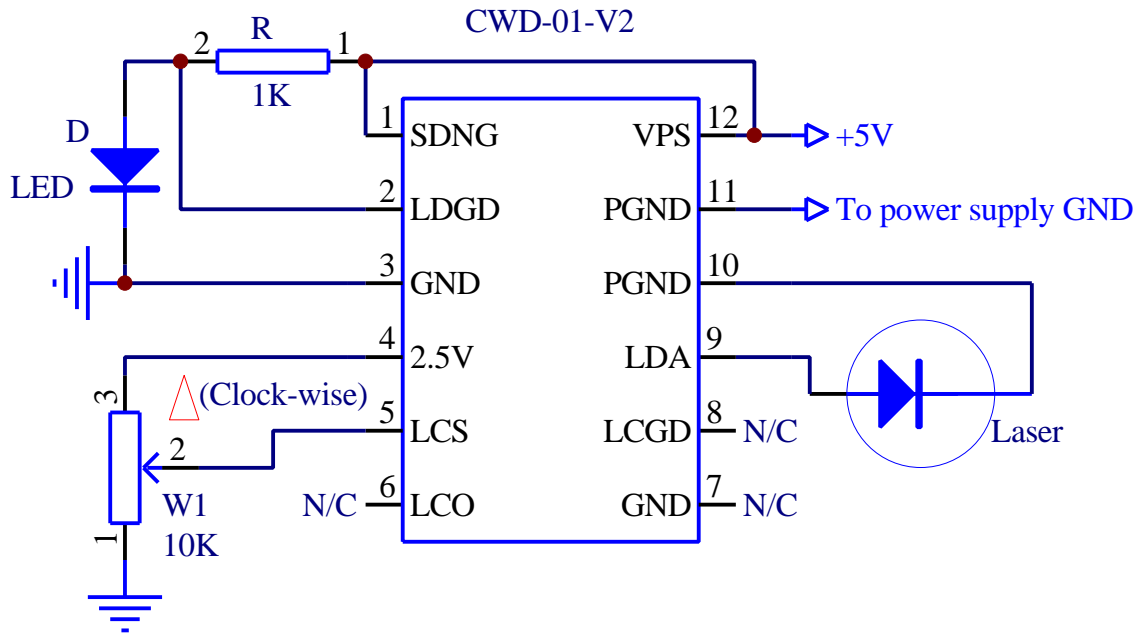 CWD-01-V2
2 R 1
1K
D
LED
1 SDNG
2 LDGD
3 GND
4 2.5V
5 LCS
N/C 6 LCO
VPS 12 +5V
PGND 11 To power supply GND
PGND 10
LDA 9
LCGD 8 N/C
GND 7 N/C
Laser
3
(Clock-wise)
2
W1
10K
1